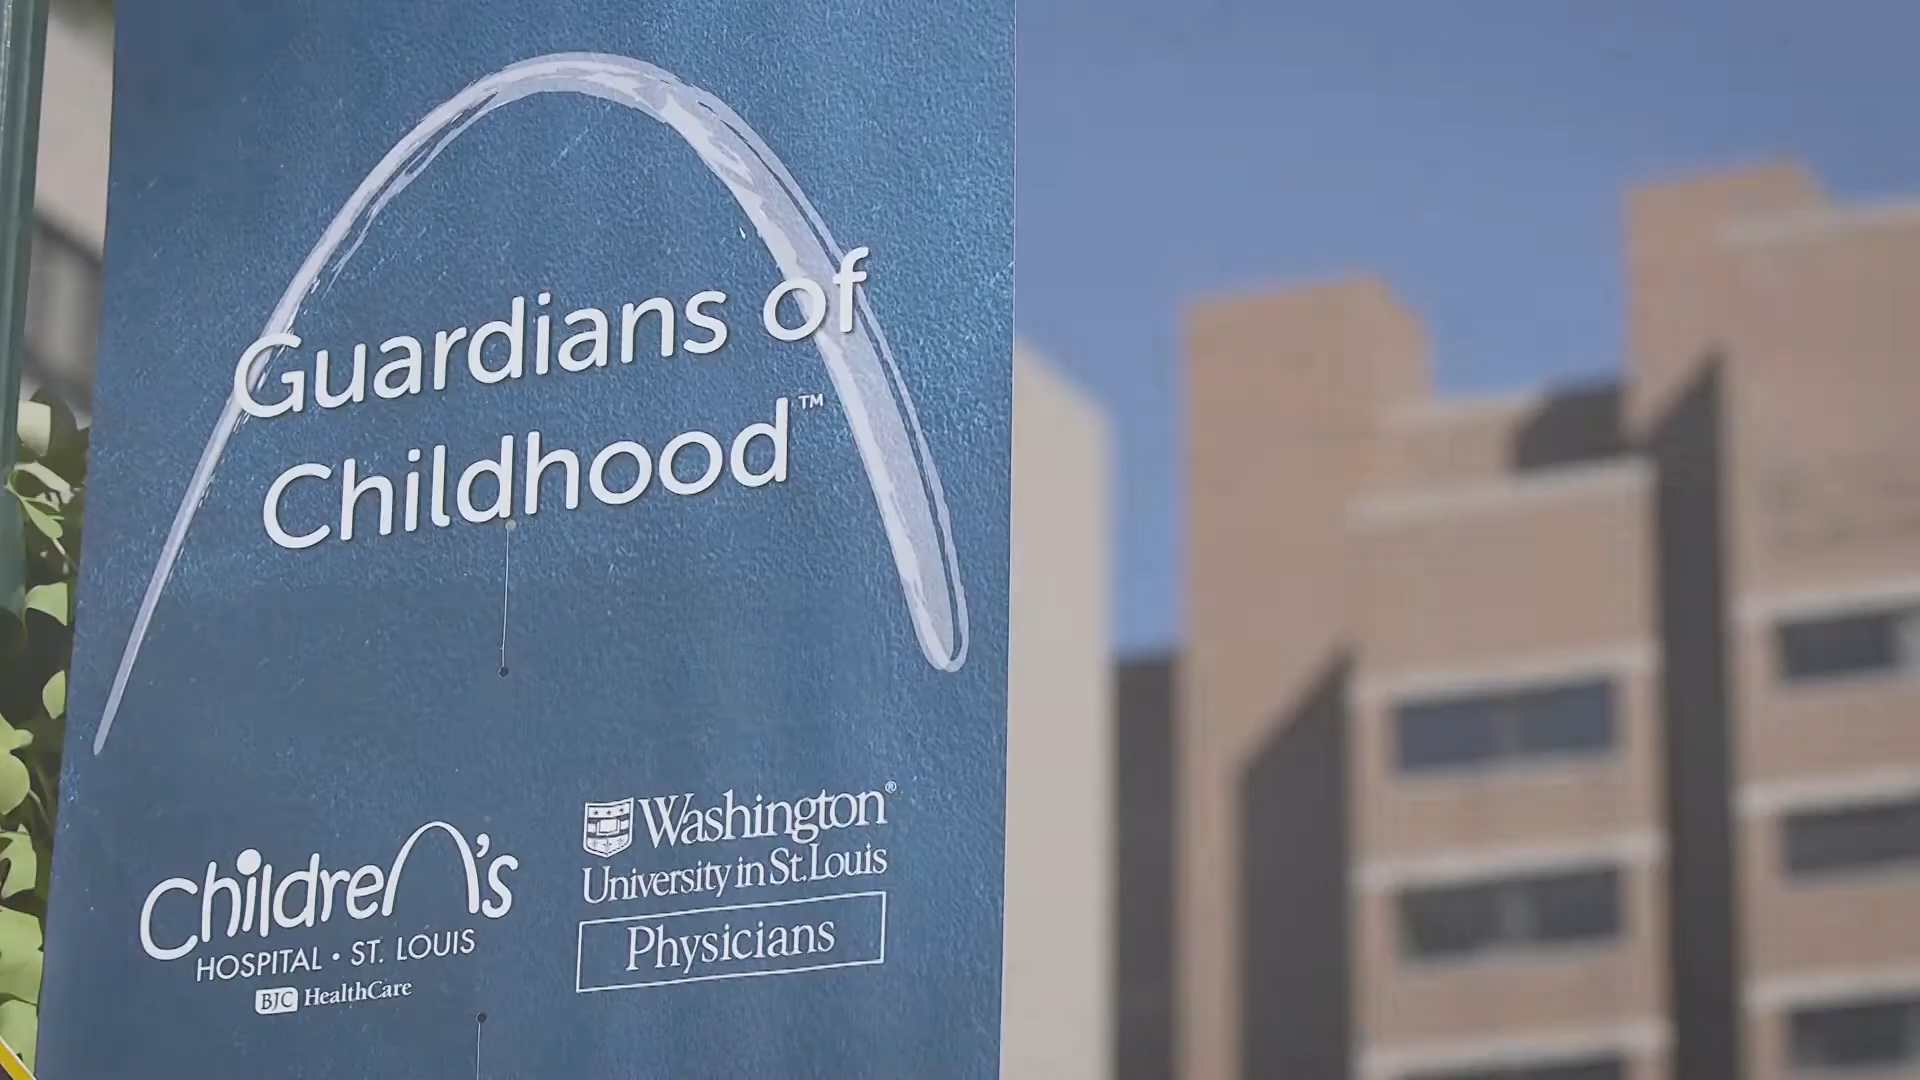 Guardians of
Childhood™
Children's
HOSPITAL • ST. LOUIS
BJC HealthCare
Washington®
University in St. Louis
Physicians